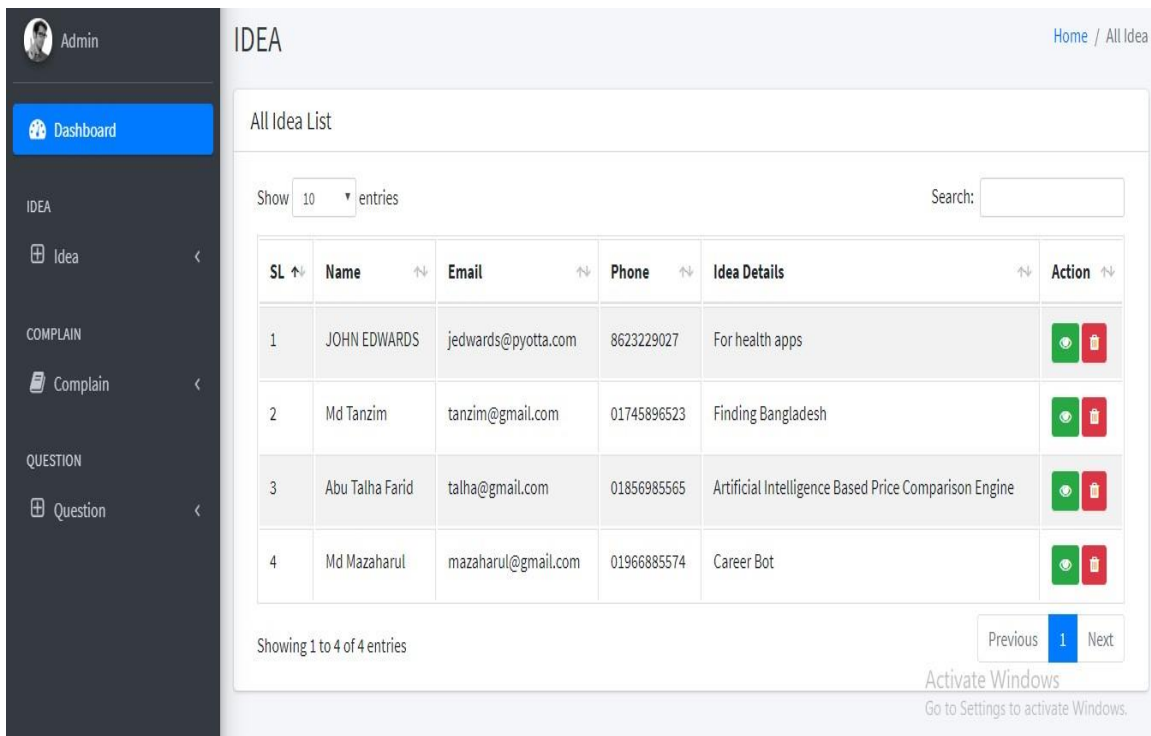 Admin
Dashboard
IDEA
Idea
COMPLAIN
Complain
QUESTION
Question
IDEA
Home / All Idea
All Idea List
Show 10 entries
Search:
SL Name Email Phone Idea Details Action
1 JOHN EDWARDS jedwards@pyotta.com 8623229027 For health apps
2 Md Tanzim tanzim@gmail.com 01745896523 Finding Bangladesh
3 Abu Talha Farid talha@gmail.com 01856985565 Artificial Intelligence Based Price Comparison Engine
4 Md Mazaharul mazaharul@gmail.com 01966885574 Career Bot
Showing 1 to 4 of 4 entries
Previous 1 Next
Activate Windows
Go to Settings to activate Windows.